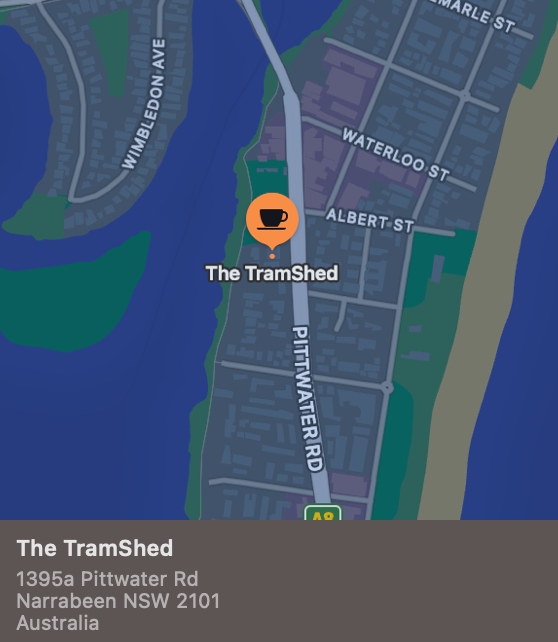 EMARLE ST
WIMBLEDON AVE
WATERLOO ST
ALBERT ST
The TramShed
PITTWATER RD
A8
The TramShed
1395a Pittwater Rd
Narrabeen NSW 2101
Australia